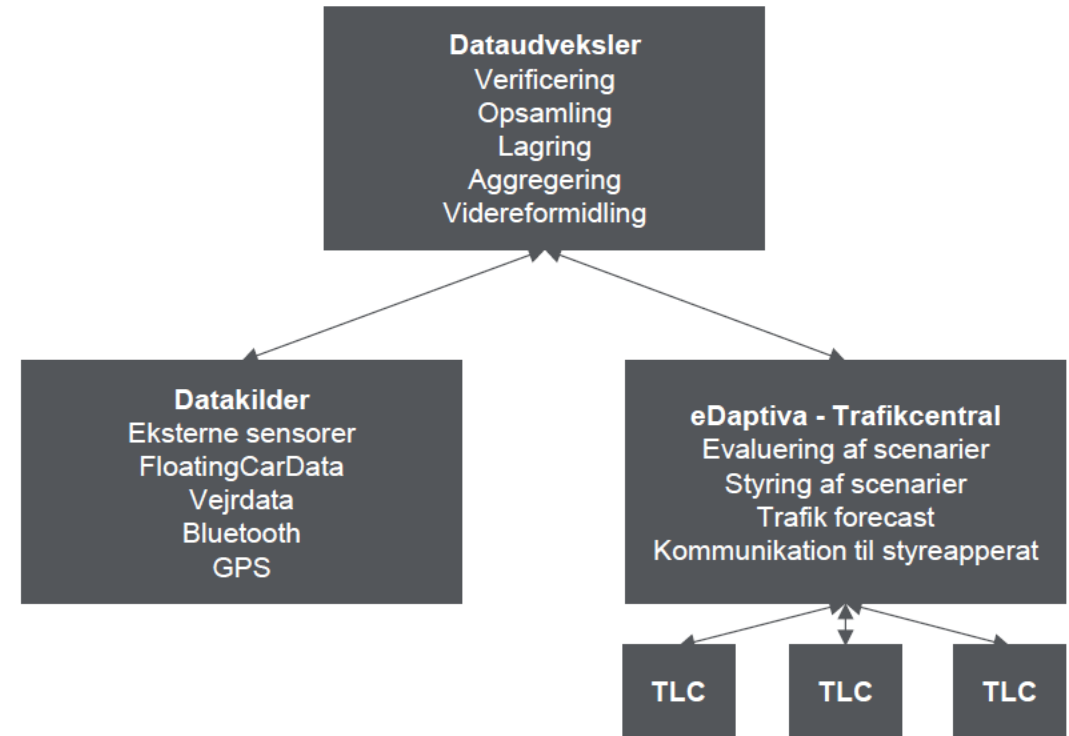 Dataudveksler
Verificering
Opsamling
Lagring
Aggregering
Videreformidling
Datakilder
Eksterne sensorer
FloatingCarData
Vejrdata
Bluetooth
GPS
eDaptiva - Trafikcentral
Evaluering af scenarier
Styring af scenarier
Trafik forecast
Kommunikation til styreapperat
TLC
TLC
TLC